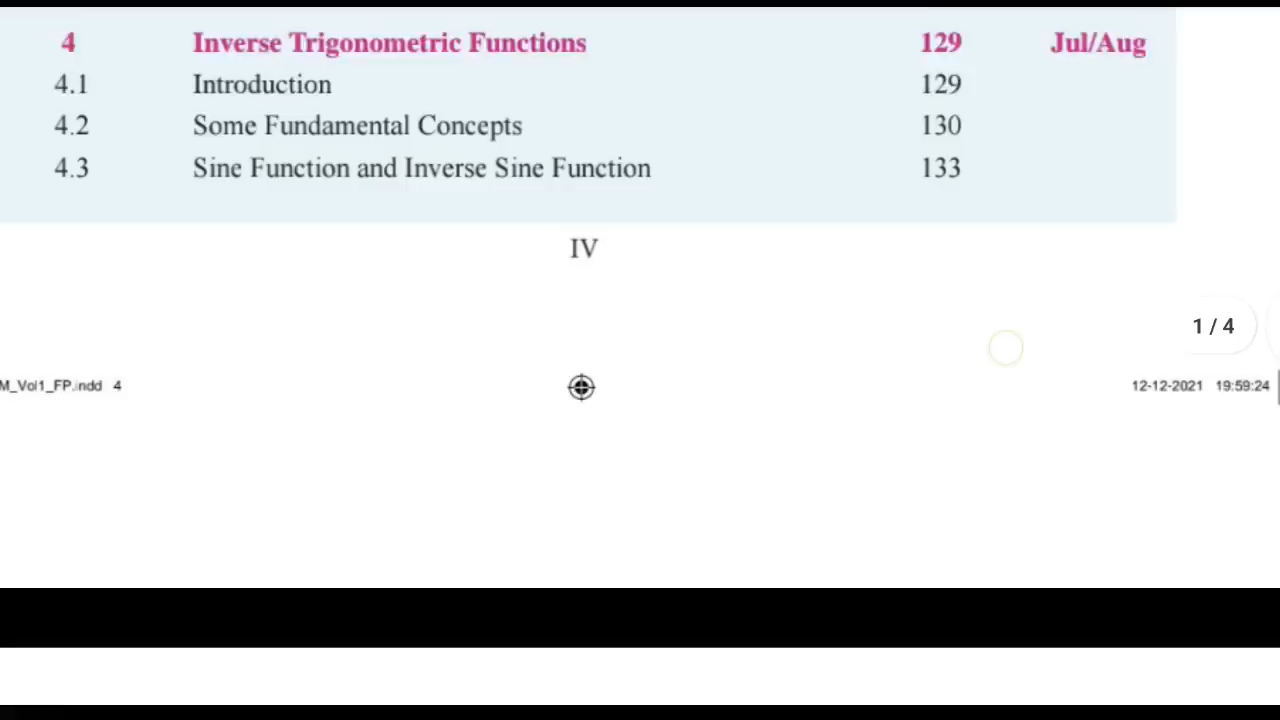 4 Inverse Trigonometric Functions 129 Jul/Aug
4.1 Introduction 129
4.2 Some Fundamental Concepts 130
4.3 Sine Function and Inverse Sine Function 133
IV
1 / 4
M_Vol1_FP.indd 4 12-12-2021 19:59:24